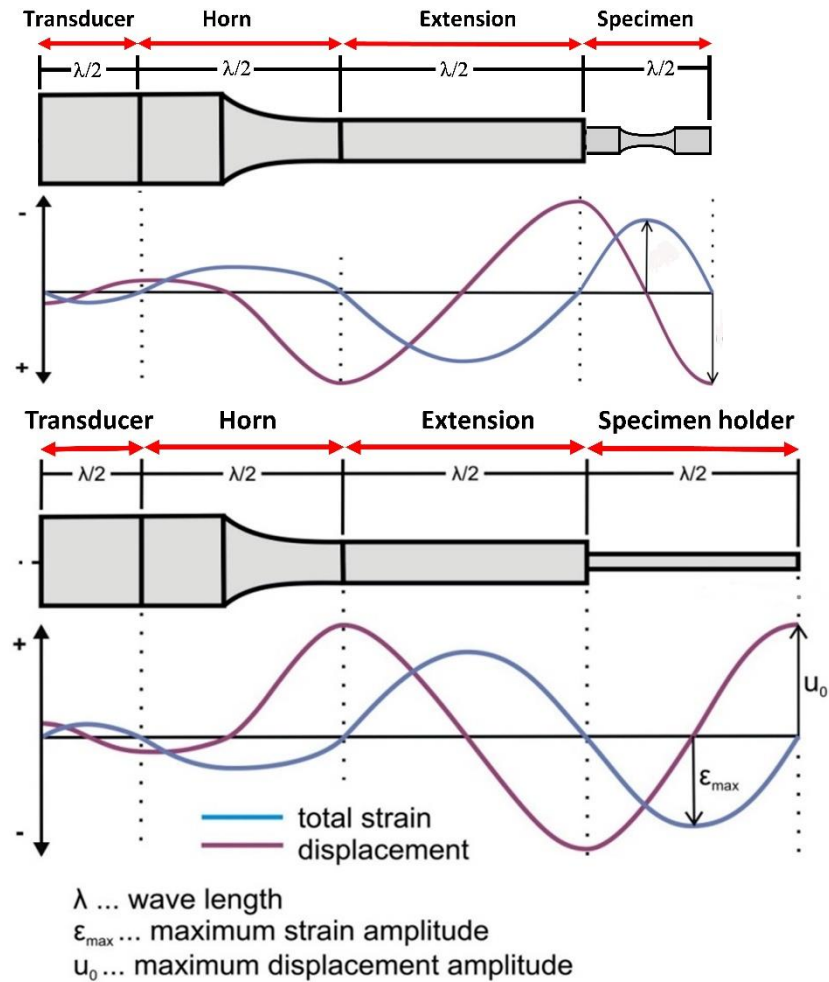 Transducer Horn Extension Specimen
λ/2 λ/2 λ/2 λ/2
-
+
Transducer Horn Extension Specimen holder
λ/2 λ/2 λ/2 λ/2
+
u₀
εmax
total strain
-
displacement
λ ... wave length
εmax ... maximum strain amplitude
u₀ ... maximum displacement amplitude